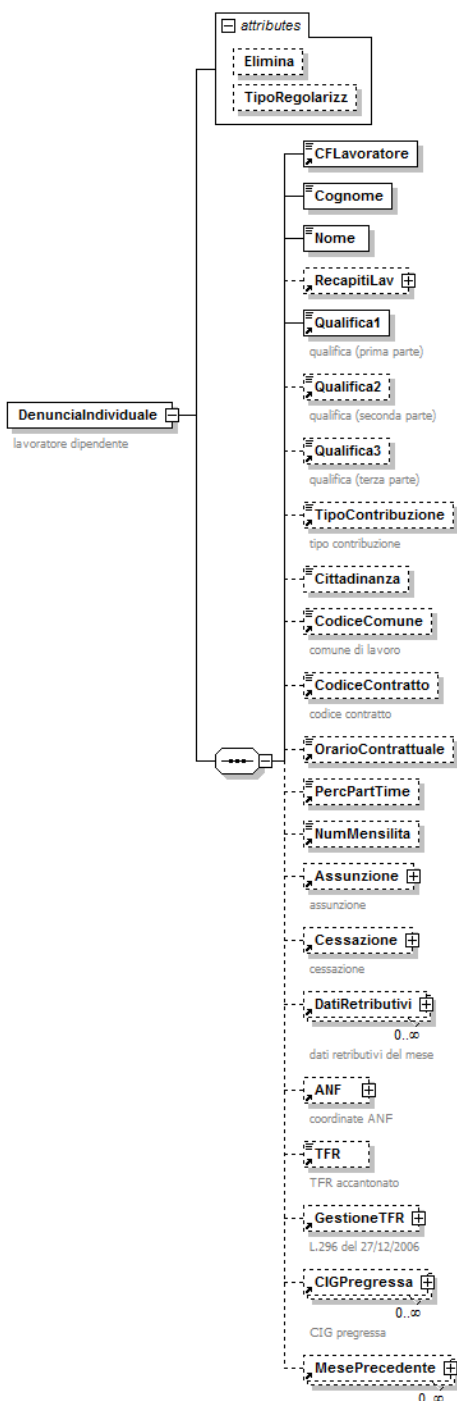 attributes
Elimina
TipoRegolarizz
CFLavoratore
Cognome
Nome
RecapitiLav
Qualifica1
qualifica (prima parte)
DenunciaIndividuale
lavoratore dipendente
Qualifica2
qualifica (seconda parte)
Qualifica3
qualifica (terza parte)
TipoContribuzione
tipo contribuzione
Cittadinanza
CodiceComune
comune di lavoro
CodiceContratto
codice contratto
OrarioContrattuale
PercPartTime
NumMensilita
Assunzione
assunzione
Cessazione
cessazione
DatiRetributivi
0..∞
dati retributivi del mese
ANF
coordinate ANF
TFR
TFR accantonato
GestioneTFR
L.296 del 27/12/2006
CIGPregressa
0..∞
CIG pregressa
MesePrecedente
0..∞